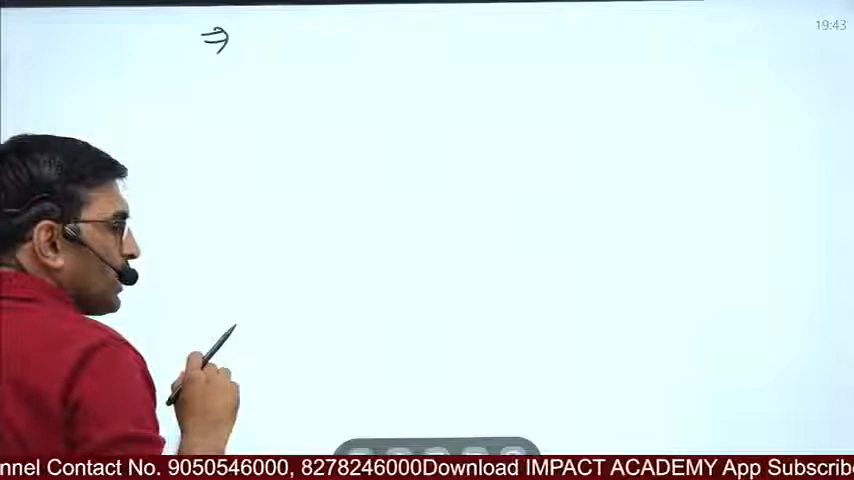 19:43
⇒
nnel Contact No. 9050546000, 8278246000Download IMPACT ACADEMY App Subscribe